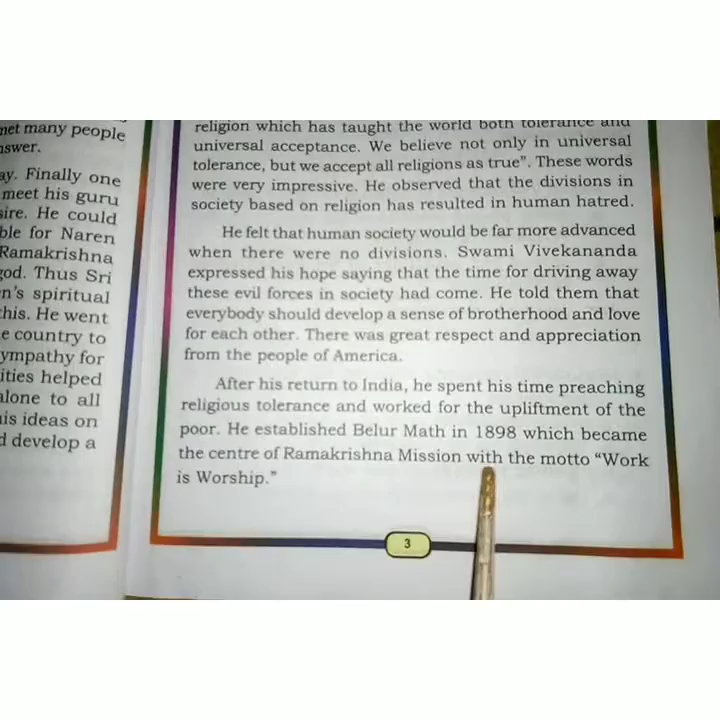 met many people
nswer.
ay. Finally one
meet his guru
sire. He could
ble for Naren
Ramakrishna
god. Thus Sri
n's spiritual
this. He went
e country to
ympathy for
ities helped
alone to all
is ideas on
d develop a
religion which has taught the world both tolerance and
universal acceptance. We believe not only in universal
tolerance, but we accept all religions as true". These words
were very impressive. He observed that the divisions in
society based on religion has resulted in human hatred.
He felt that human society would be far more advanced
when there were no divisions. Swami Vivekananda
expressed his hope saying that the time for driving away
these evil forces in society had come. He told them that
everybody should develop a sense of brotherhood and love
for each other. There was great respect and appreciation
from the people of America.
After his return to India, he spent his time preaching
religious tolerance and worked for the upliftment of the
poor. He established Belur Math in 1898 which became
the centre of Ramakrishna Mission with the motto “Work
is Worship.”
3